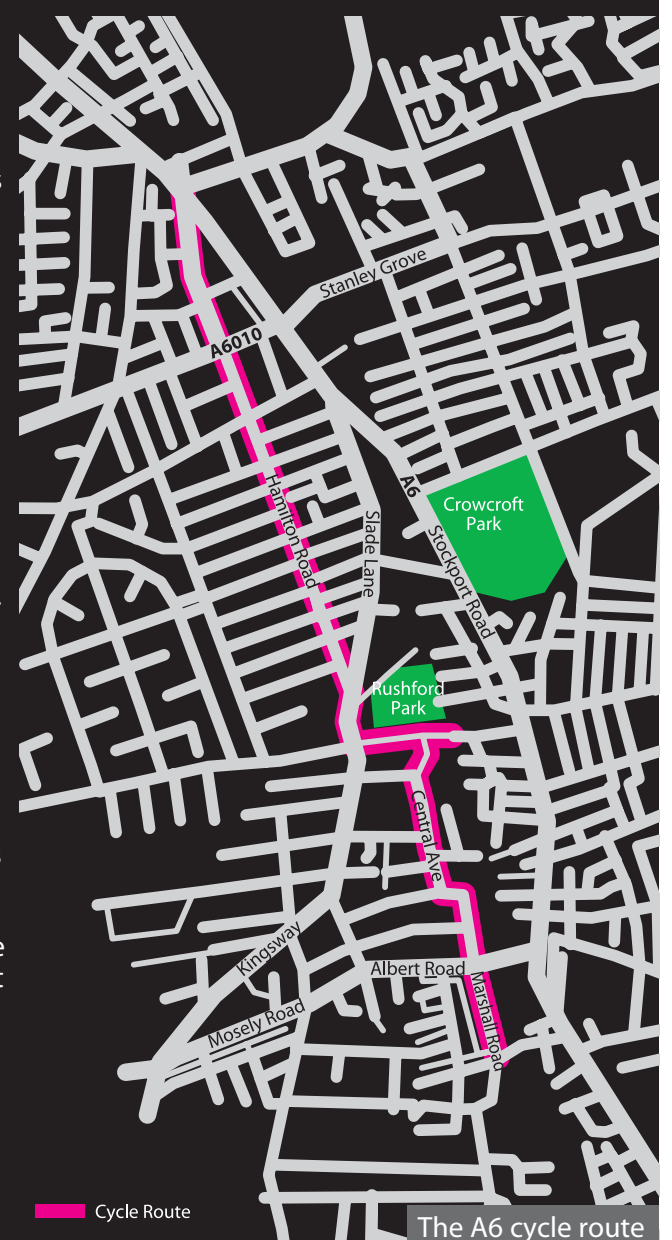 Stanley Grove
A6010
A6
Crowcroft
Park
Hamilton Road
Slade Lane
Stockport Road
Rushford
Park
Central Ave
Kingsway
Albert Road
Marshall Road
Mosely Road
Cycle Route
The A6 cycle route